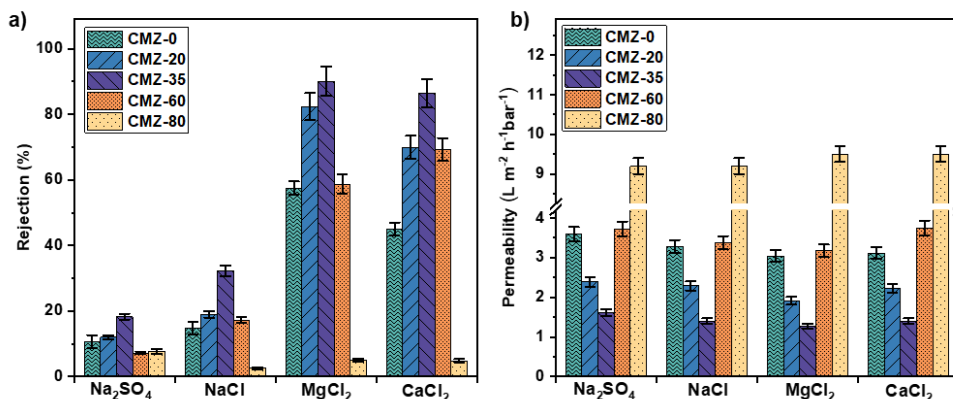 a)
CMZ-0
CMZ-20
CMZ-35
CMZ-60
CMZ-80
Rejection (%)
100
80
60
40
20
0
Na₂SO₄ NaCl MgCl₂ CaCl₂
b)
CMZ-0
CMZ-20
CMZ-35
CMZ-60
CMZ-80
Permeability (L m⁻² h⁻¹bar⁻¹)
12
11
10
9
4
3
2
1
0
Na₂SO₄ NaCl MgCl₂ CaCl₂